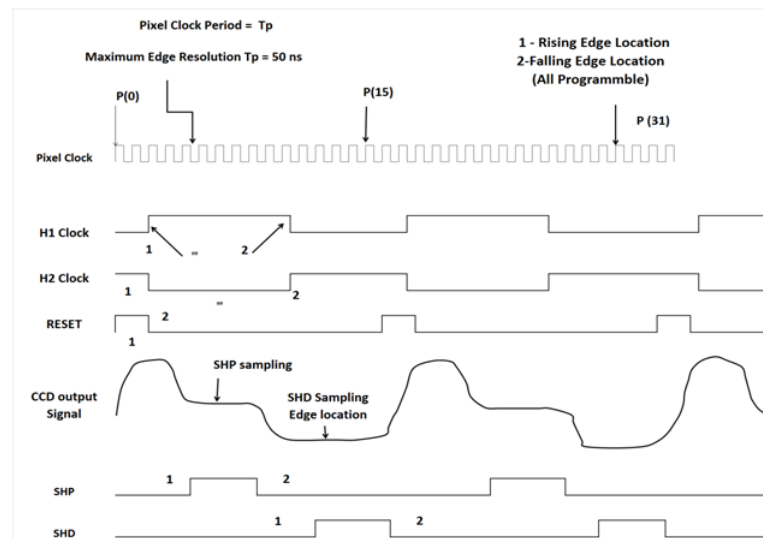 Pixel Clock Period = Tp
Maximum Edge Resolution Tp = 50 ns
1 - Rising Edge Location
2-Falling Edge Location
(All Programmble)
P(0)
P(15)
P (31)
Pixel Clock
H1 Clock
1
=
2
H2 Clock
1
=
2
RESET
2
1
SHP sampling
CCD output
Signal
SHD Sampling
Edge location
SHP
1
2
SHD
1
2